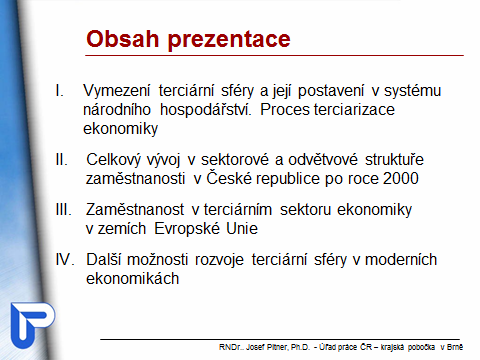 Obsah prezentace
I. Vymezení terciární sféry a její postavení v systému
národního hospodářství. Proces terciarizace
ekonomiky
II. Celkový vývoj v sektorové a odvětvové struktuře
zaměstnanosti v České republice po roce 2000
III. Zaměstnanost v terciárním sektoru ekonomiky
v zemích Evropské Unie
IV. Další možnosti rozvoje terciární sféry v moderních
ekonomikách
RNDr.. Josef Pitner, Ph.D. - Úřad práce ČR – krajská pobočka v Brně